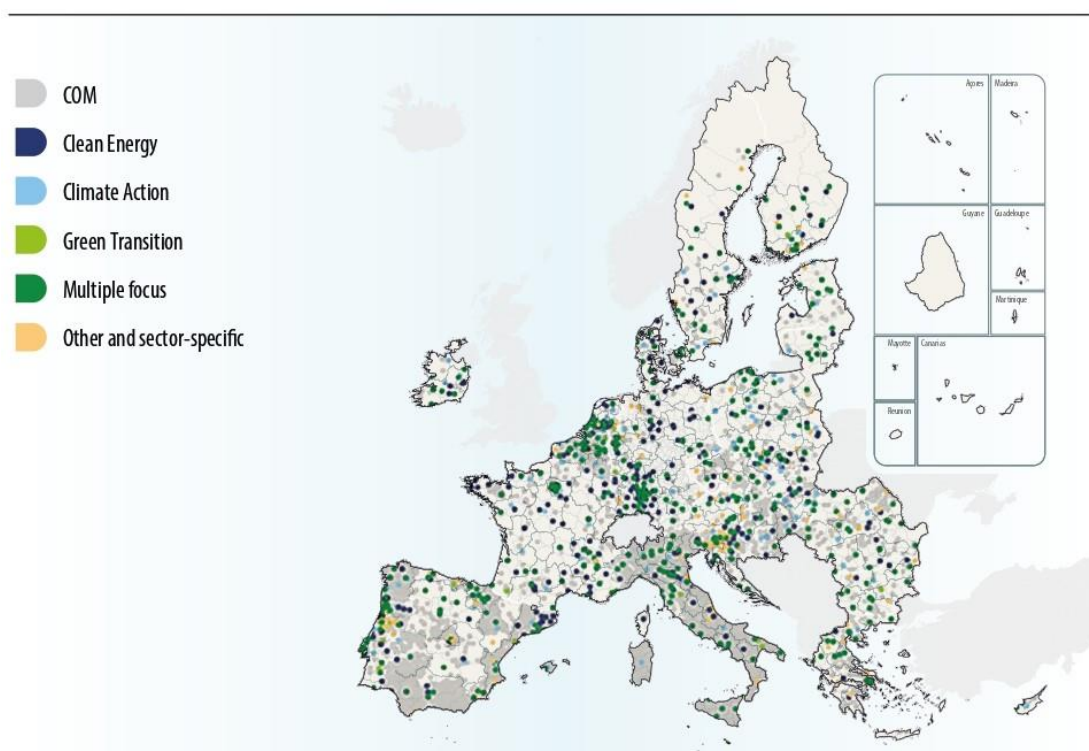 COM
Clean Energy
Climate Action
Green Transition
Multiple focus
Other and sector-specific
Açores
Madeira
Guyane
Guadeloupe
Martinique
Mayotte
Canarias
Reunion